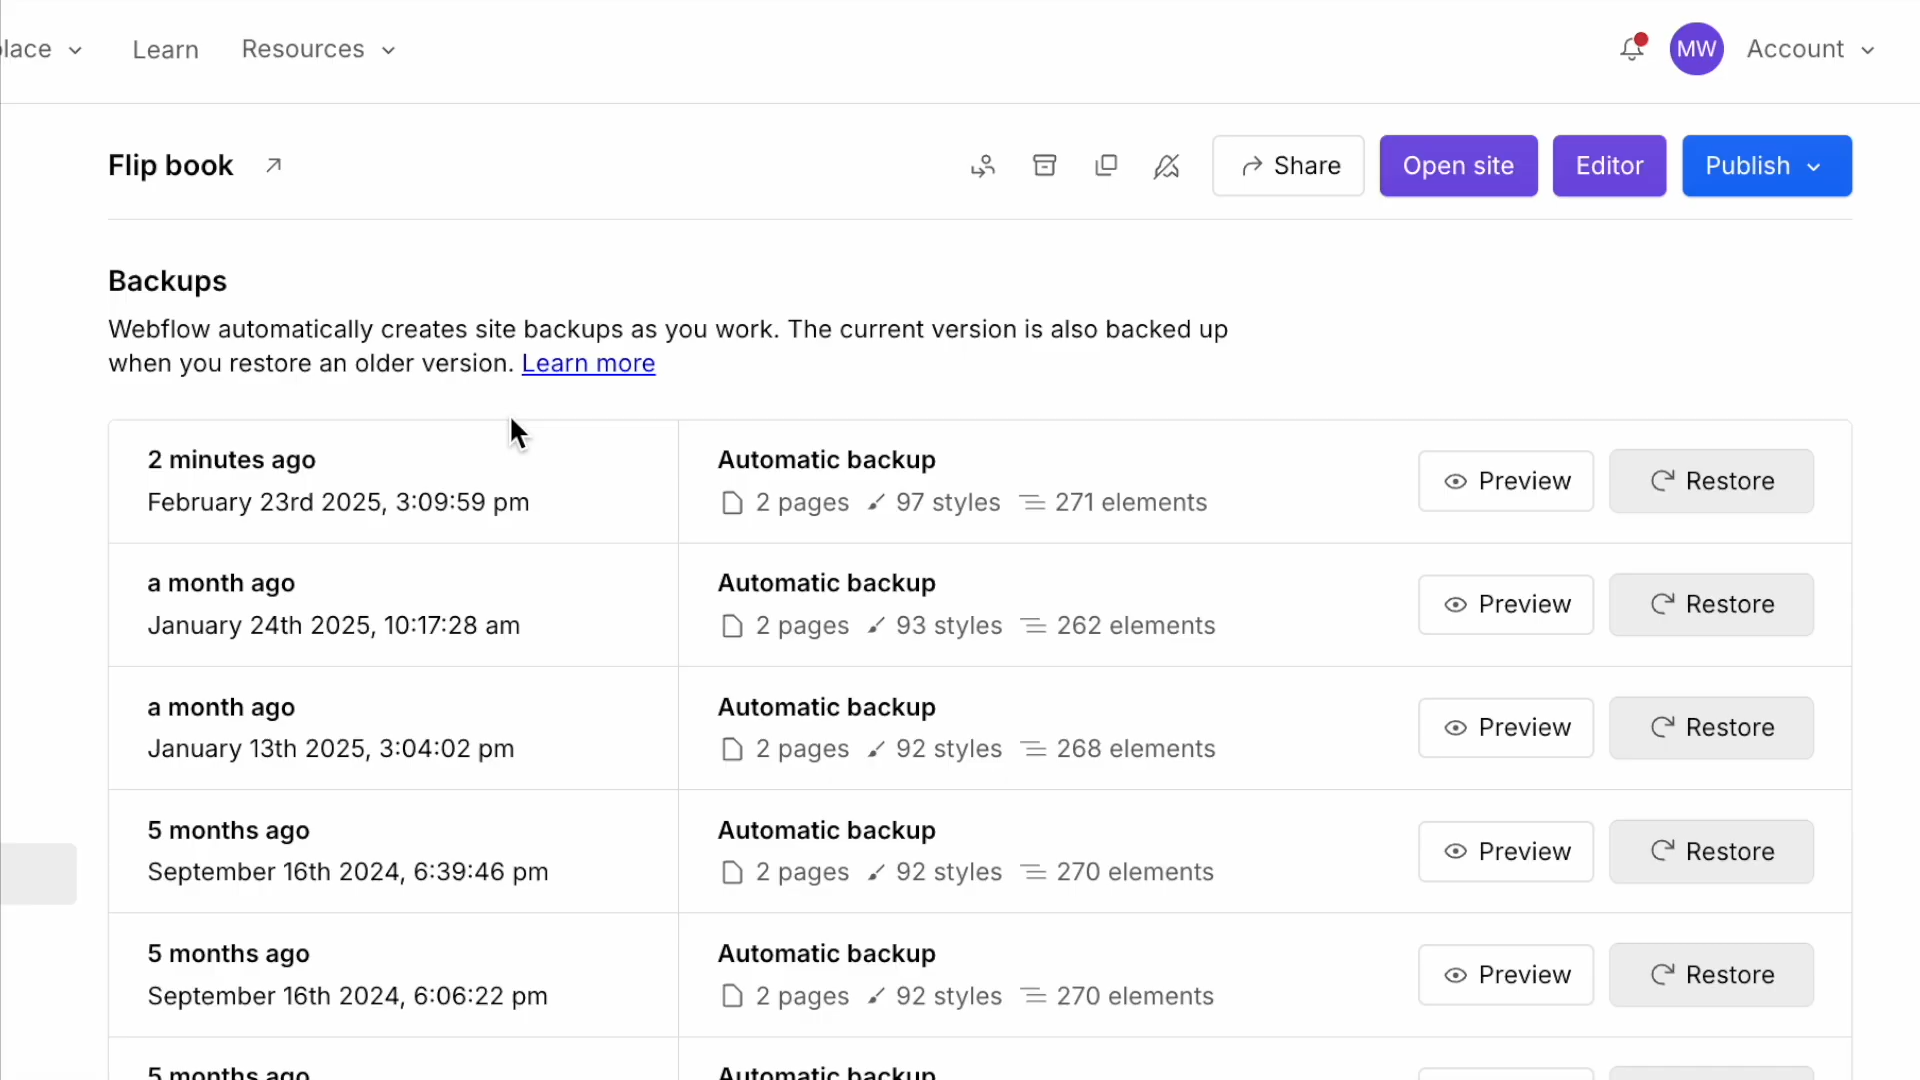 Learn
Resources
MW
Account
Flip book
Share
Open site
Editor
Publish
Backups
Webflow automatically creates site backups as you work. The current version is also backed up
when you restore an older version. Learn more
2 minutes ago
February 23rd 2025, 3:09:59 pm
Automatic backup
2 pages 97 styles 271 elements
Preview
Restore
a month ago
January 24th 2025, 10:17:28 am
Automatic backup
2 pages 93 styles 262 elements
Preview
Restore
a month ago
January 13th 2025, 3:04:02 pm
Automatic backup
2 pages 92 styles 268 elements
Preview
Restore
5 months ago
September 16th 2024, 6:39:46 pm
Automatic backup
2 pages 92 styles 270 elements
Preview
Restore
5 months ago
September 16th 2024, 6:06:22 pm
Automatic backup
2 pages 92 styles 270 elements
Preview
Restore
5 months ago
Automatic backup